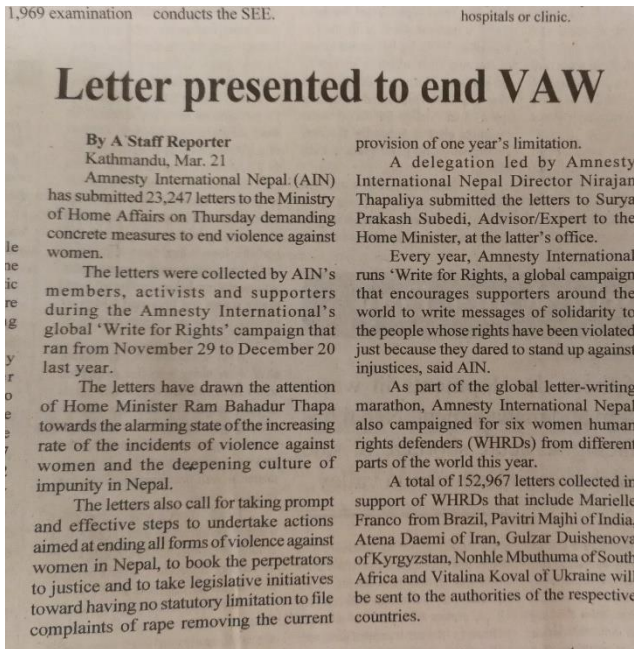 1,969 examination conducts the SEE.
hospitals or clinic.
Letter presented to end VAW
By A Staff Reporter
Kathmandu, Mar. 21
Amnesty International Nepal (AIN)
has submitted 23,247 letters to the Ministry
of Home Affairs on Thursday demanding
concrete measures to end violence against
women.
The letters were collected by AIN's
members, activists and supporters
during the Amnesty International's
global 'Write for Rights' campaign that
ran from November 29 to December 20
last year.
The letters have drawn the attention
of Home Minister Ram Bahadur Thapa
towards the alarming state of the increasing
rate of the incidents of violence against
women and the deepening culture of
impunity in Nepal.
The letters also call for taking prompt
and effective steps to undertake actions
aimed at ending all forms of violence against
women in Nepal, to book the perpetrators
to justice and to take legislative initiatives
toward having no statutory limitation to file
complaints of rape removing the current
provision of one year's limitation.
A delegation led by Amnesty
International Nepal Director Nirajan
Thapaliya submitted the letters to Surya
Prakash Subedi, Advisor/Expert to the
Home Minister, at the latter's office.
Every year, Amnesty International
runs 'Write for Rights, a global campaign
that encourages supporters around the
world to write messages of solidarity to
the people whose rights have been violated
just because they dared to stand up against
injustices, said AIN.
As part of the global letter-writing
marathon, Amnesty International Nepal
also campaigned for six women human
rights defenders (WHRDs) from different
parts of the world this year.
A total of 152,967 letters collected in
support of WHRDs that include Marielle
Franco from Brazil, Pavitri Majhi of India,
Atena Daemi of Iran, Gulzar Duishenova
of Kyrgyzstan, Nonhle Mbuthuma of South
Africa and Vitalina Koval of Ukraine will
be sent to the authorities of the respective
countries.